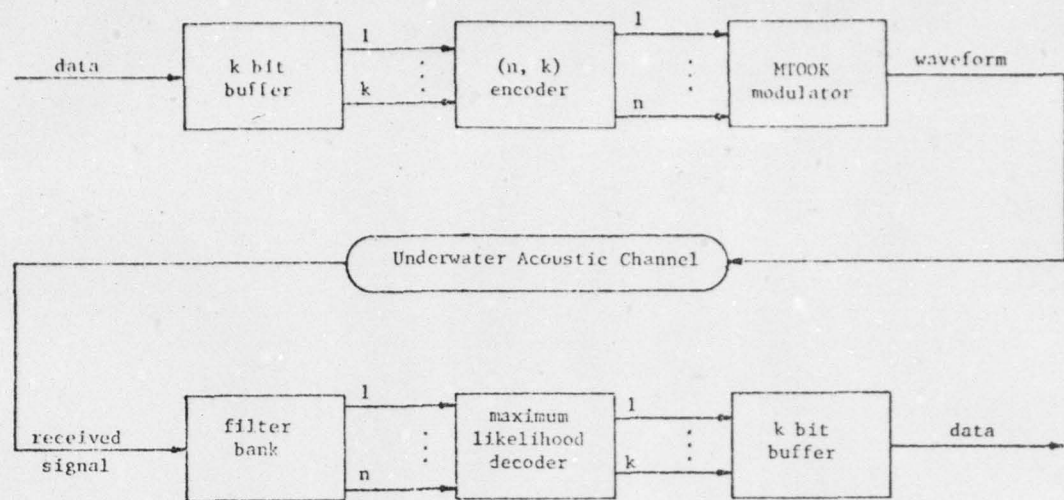 data
k bit
buffer
1
k
(n, k)
encoder
1
n
MTOOK
modulator
waveform
Underwater Acoustic Channel
received
signal
filter
bank
1
n
maximum
likelihood
decoder
1
k
k bit
buffer
data